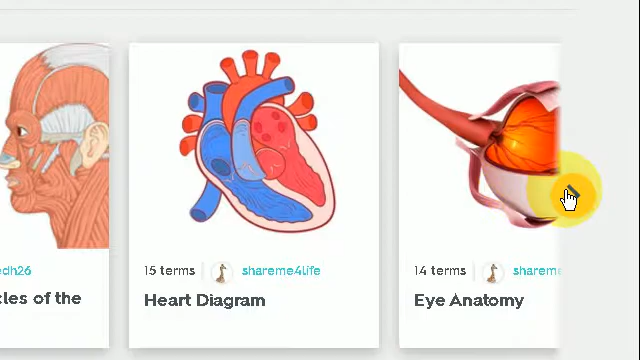 edh26
cles of the
15 terms shareme4life
Heart Diagram
14 terms shareme
Eye Anatomy